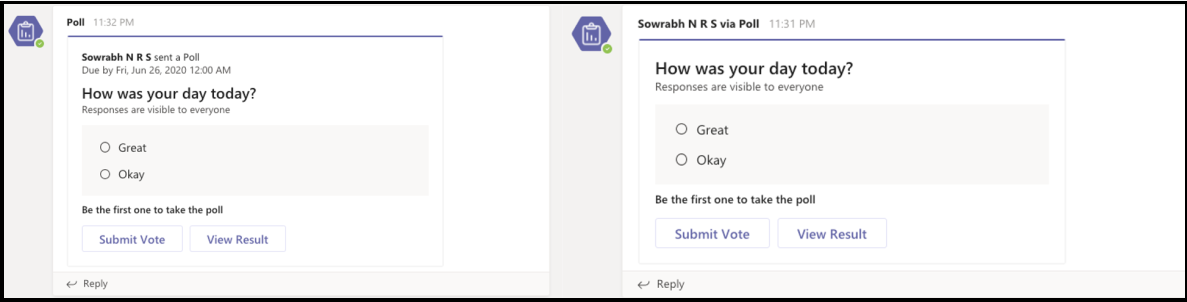 Poll 11:32 PM
Sowrabh N R S sent a Poll
Due by Fri, Jun 26, 2020 12:00 AM
How was your day today?
Responses are visible to everyone
Great
Okay
Be the first one to take the poll
Submit Vote View Result
Reply
Sowrabh N R S via Poll 11:31 PM
How was your day today?
Responses are visible to everyone
Great
Okay
Be the first one to take the poll
Submit Vote View Result
Reply